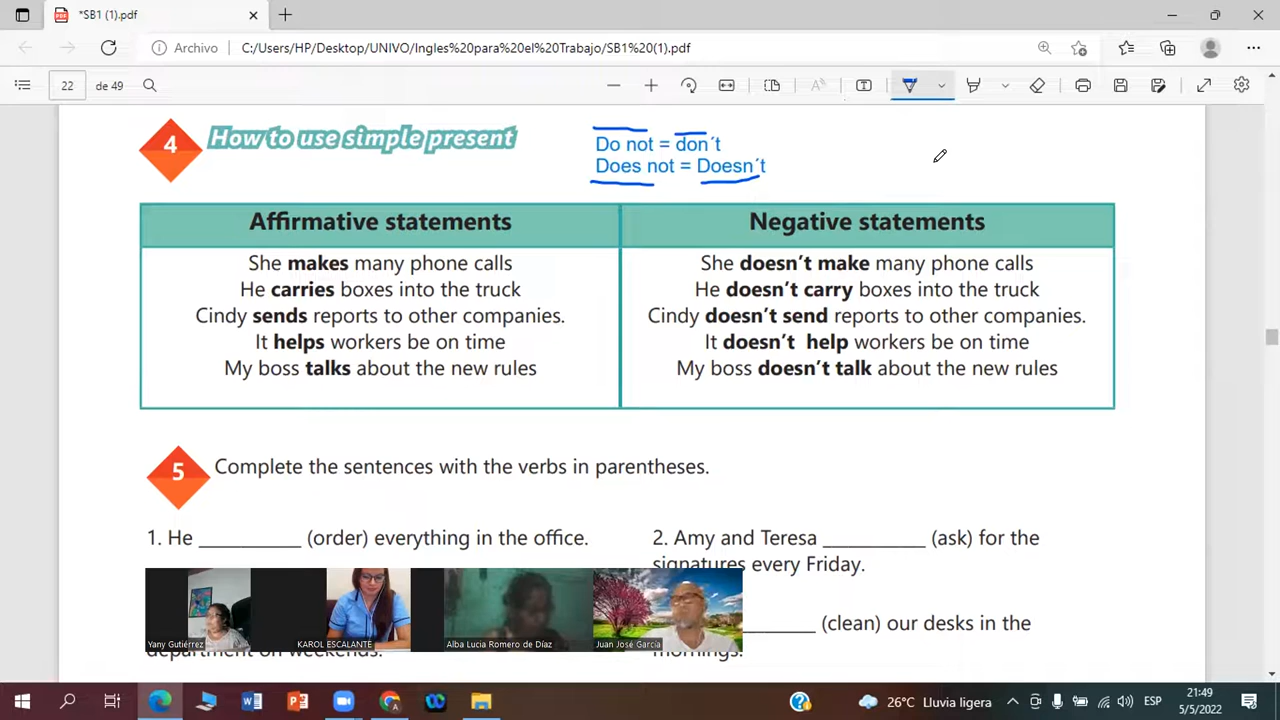 *SB1 (1).pdf
Archivo
C:/Users/HP/Desktop/UNIVO/Ingles%20para%20el%20Trabajo/SB1%20(1).pdf
22
de 49
4
How to use simple present
Do not = don´t
Does not = Doesn´t
Affirmative statements
She makes many phone calls
He carries boxes into the truck
Cindy sends reports to other companies.
It helps workers be on time
My boss talks about the new rules
Negative statements
She doesn't make many phone calls
He doesn't carry boxes into the truck
Cindy doesn't send reports to other companies.
It doesn't help workers be on time
My boss doesn't talk about the new rules
5
Complete the sentences with the verbs in parentheses.
1. He __________ (order) everything in the office.
2. Amy and Teresa __________ (ask) for the
signatures every Friday.
(clean) our desks in the
department on weekends.
mornings.
Yany Gutiérrez
KAROL ESCALANTE
Alba Lucia Romero de Díaz
Juan José García
26°C Lluvia ligera
ESP
21:49
5/5/2022